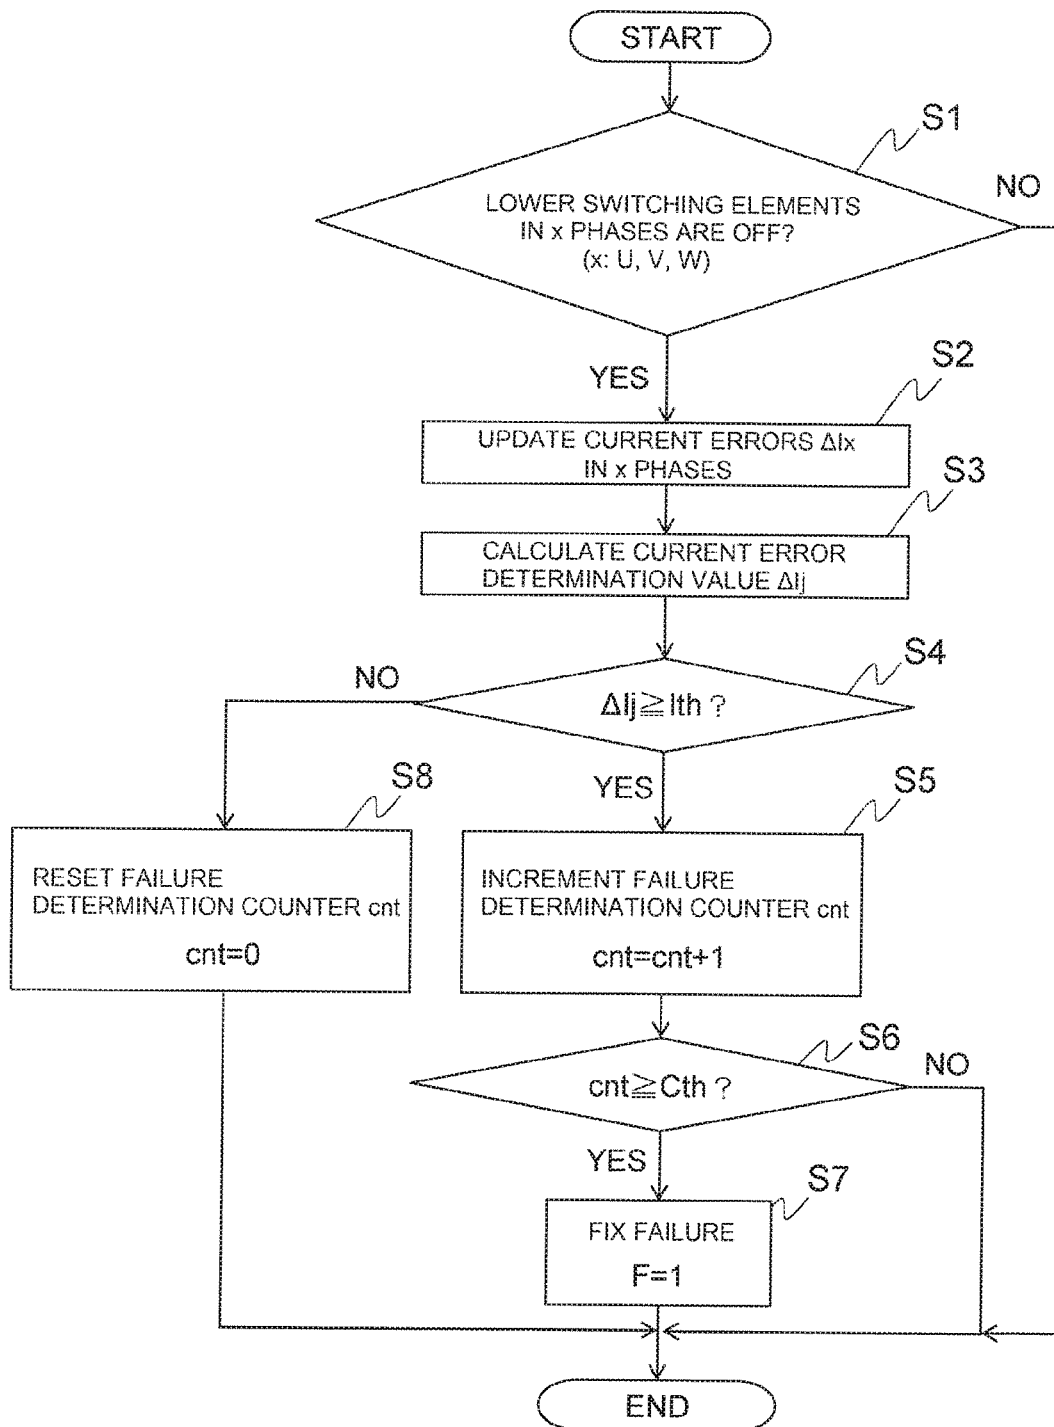 START
S1
NO
LOWER SWITCHING ELEMENTS
IN x PHASES ARE OFF?
(x: U, V, W)
YES
S2
UPDATE CURRENT ERRORS ΔIx
IN x PHASES
S3
CALCULATE CURRENT ERROR
DETERMINATION VALUE ΔIj
S4
NO
ΔIj≧Ith ?
YES
S8
S5
RESET FAILURE
DETERMINATION COUNTER cnt
cnt=0
INCREMENT FAILURE
DETERMINATION COUNTER cnt
cnt=cnt+1
S6
NO
cnt≧Cth ?
YES
S7
FIX FAILURE
F=1
END